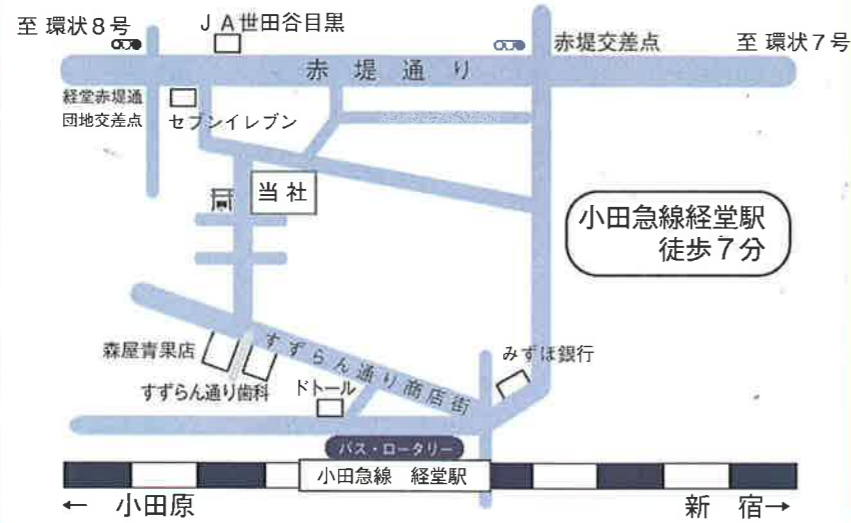 至 環状8号
JA世田谷目黒
赤堤交差点
至 環状7号
赤堤通り
経堂赤堤通
団地交差点
セブンイレブン
当社
小田急線経堂駅
徒歩7分
森屋青果店
すずらん通り歯科
すずらん通り商店街
みずほ銀行
ドトール
バス・ロータリー
小田急線 経堂駅
← 小田原
新 宿→